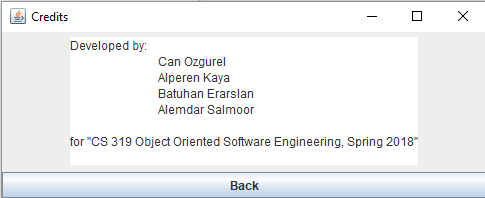 Credits
Developed by:
Can Ozgurel
Alperen Kaya
Batuhan Erarslan
Alemdar Salmoor
for "CS 319 Object Oriented Software Engineering, Spring 2018"
Back